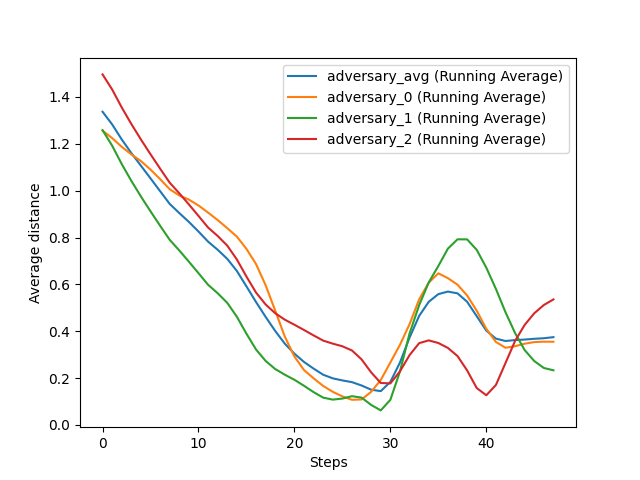 adversary_avg (Running Average)
adversary_0 (Running Average)
adversary_1 (Running Average)
adversary_2 (Running Average)
1.4
1.2
1.0
0.8
0.6
0.4
0.2
0.0
Average distance
0 10 20 30 40
Steps